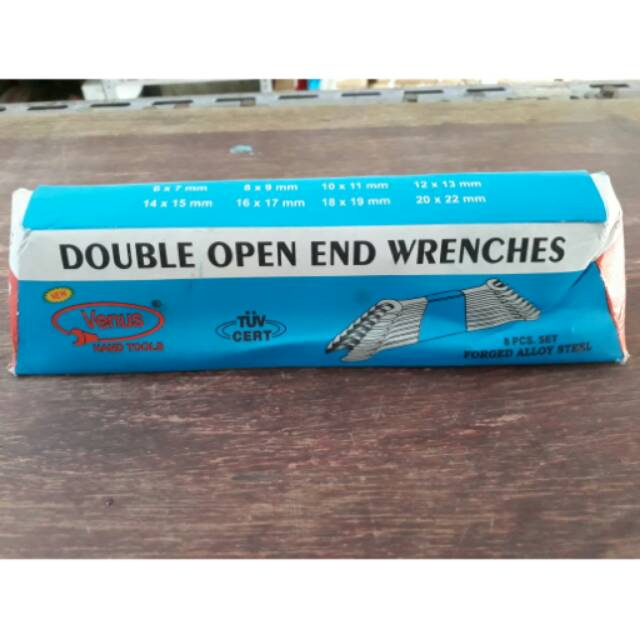 6 x 7 mm 8 x 9 mm 10 x 11 mm 12 x 13 mm
14 x 15 mm 16 x 17 mm 18 x 19 mm 20 x 22 mm
DOUBLE OPEN END WRENCHES
NEW
Venus ®
HAND TOOLS
TÜV
CERT
8 PCS. SET
FORGED ALLOY STEEL